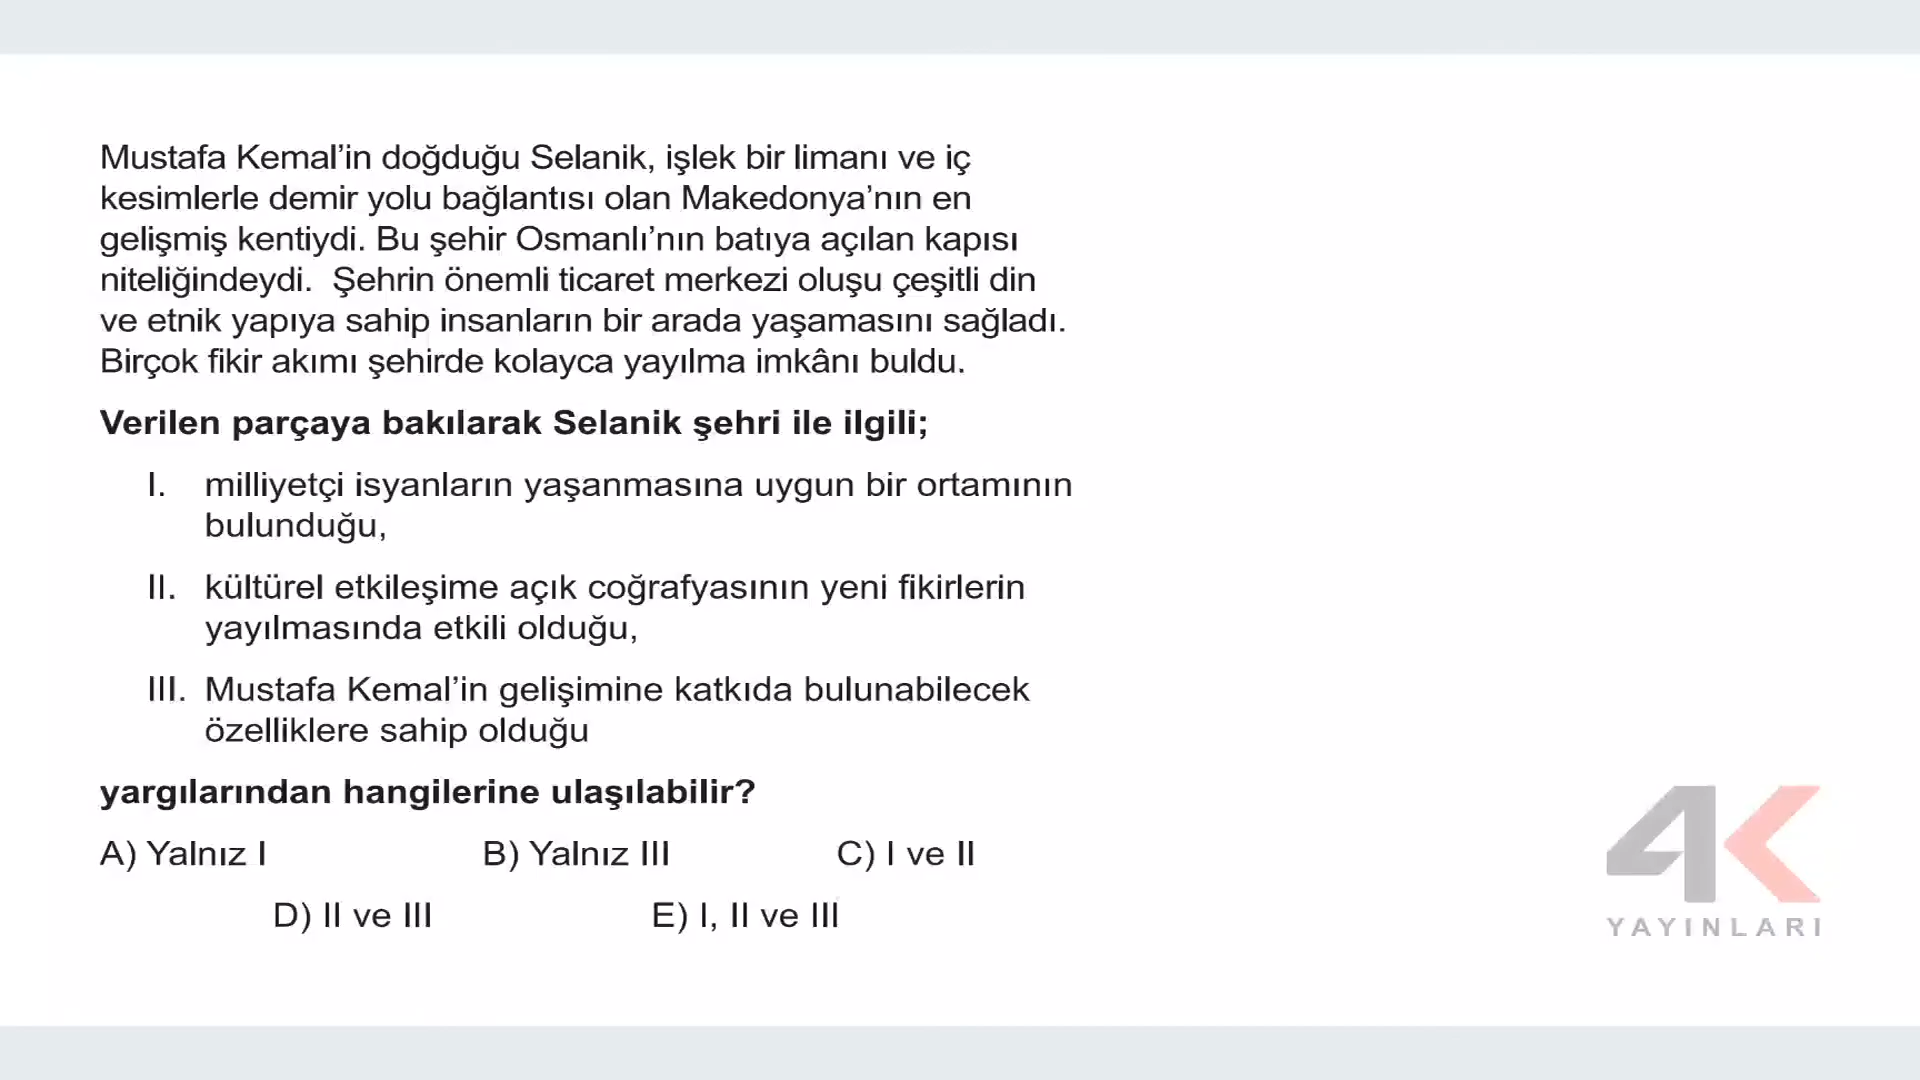 Mustafa Kemal’in doğduğu Selanik, işlek bir limanı ve iç
kesimlerle demir yolu bağlantısı olan Makedonya’nın en
gelişmiş kentiydi. Bu şehir Osmanlı’nın batıya açılan kapısı
niteliğindeydi.  Şehrin önemli ticaret merkezi oluşu çeşitli din
ve etnik yapıya sahip insanların bir arada yaşamasını sağladı.
Birçok fikir akımı şehirde kolayca yayılma imkânı buldu.
Verilen parçaya bakılarak Selanik şehri ile ilgili;
I. milliyetçi isyanların yaşanmasına uygun bir ortamının
bulunduğu,
II. kültürel etkileşime açık coğrafyasının yeni fikirlerin
yayılmasında etkili olduğu,
III. Mustafa Kemal’in gelişimine katkıda bulunabilecek
özelliklere sahip olduğu
yargılarından hangilerine ulaşılabilir?
A) Yalnız I B) Yalnız III C) I ve II
D) II ve III E) I, II ve III
4K
YAYINLARI